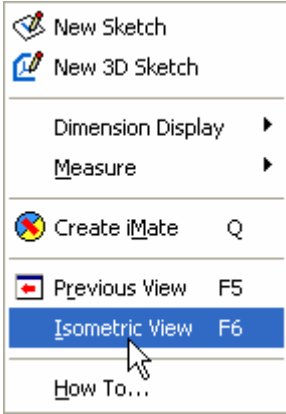 New Sketch
New 3D Sketch
Dimension Display
Measure
Create iMate Q
Previous View F5
Isometric View F6
How To...